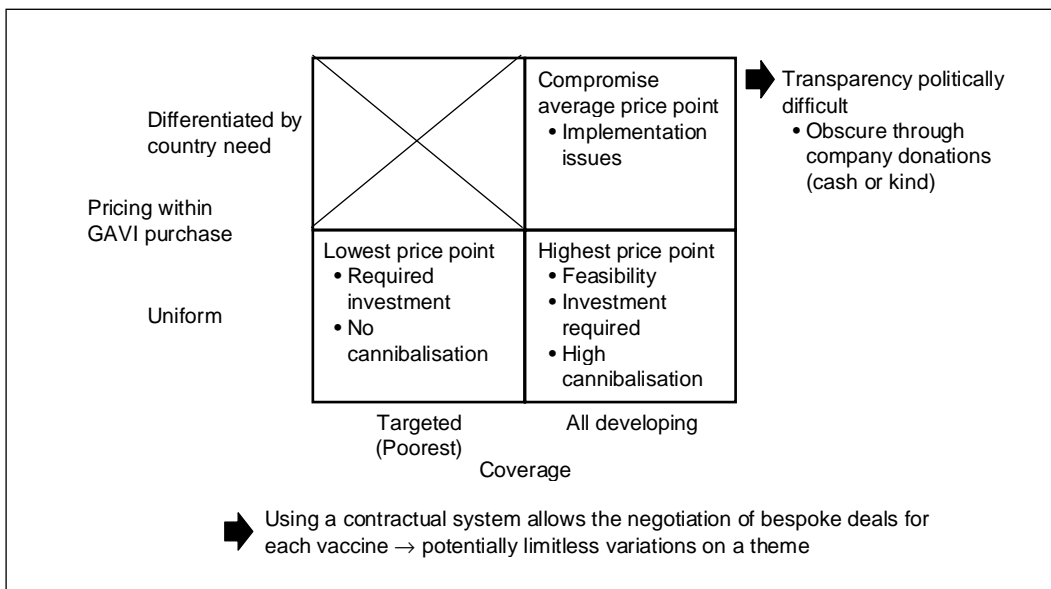 Differentiated by
country need
Pricing within
GAVI purchase
Uniform
Compromise
average price point
• Implementation
issues
Transparency politically
difficult
• Obscure through
company donations
(cash or kind)
Lowest price point
• Required
investment
• No
cannibalisation
Highest price point
• Feasibility
• Investment
required
• High
cannibalisation
Targeted
(Poorest)
All developing
Coverage
Using a contractual system allows the negotiation of bespoke deals for
each vaccine → potentially limitless variations on a theme